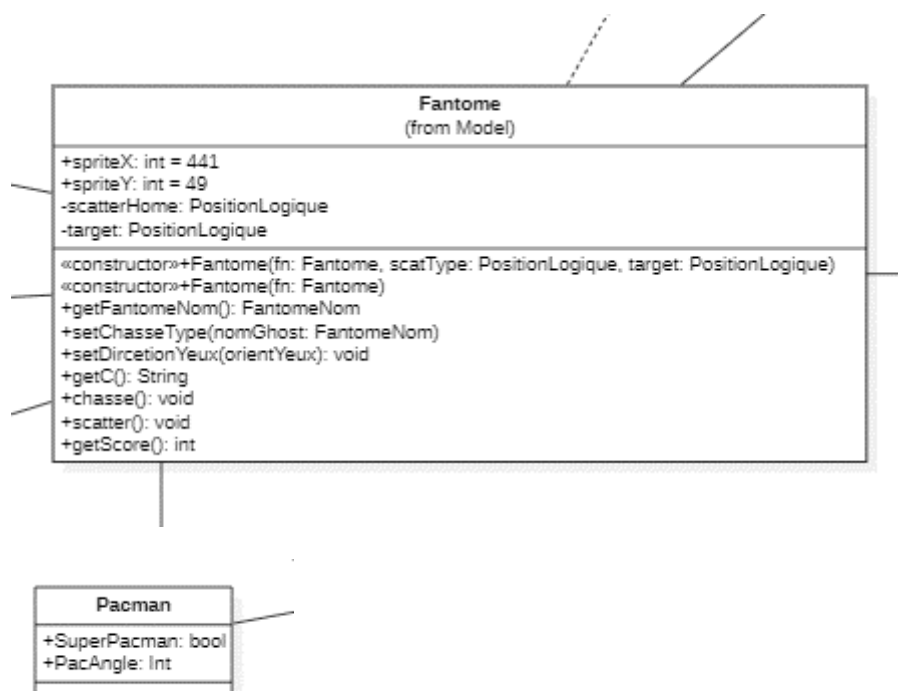 Fantome
(from Model)
+spriteX: int = 441
+spriteY: int = 49
-scatterHome: PositionLogique
-target: PositionLogique
«constructor»+Fantome(fn: Fantome, scatType: PositionLogique, target: PositionLogique)
«constructor»+Fantome(fn: Fantome)
+getFantomeNom(): FantomeNom
+setChasseType(nomGhost: FantomeNom)
+setDircetionYeux(orientYeux): void
+getC(): String
+chasse(): void
+scatter(): void
+getScore(): int
Pacman
+SuperPacman: bool
+PacAngle: Int